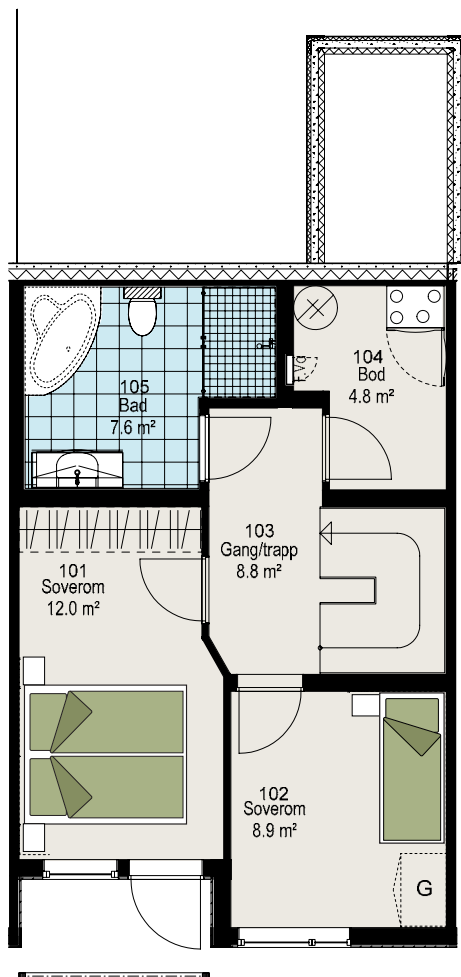 104
Bod
4.8 m²
105
Bad
7.6 m²
103
Gang/trapp
8.8 m²
101
Soverom
12.0 m²
102
Soverom
8.9 m²
G